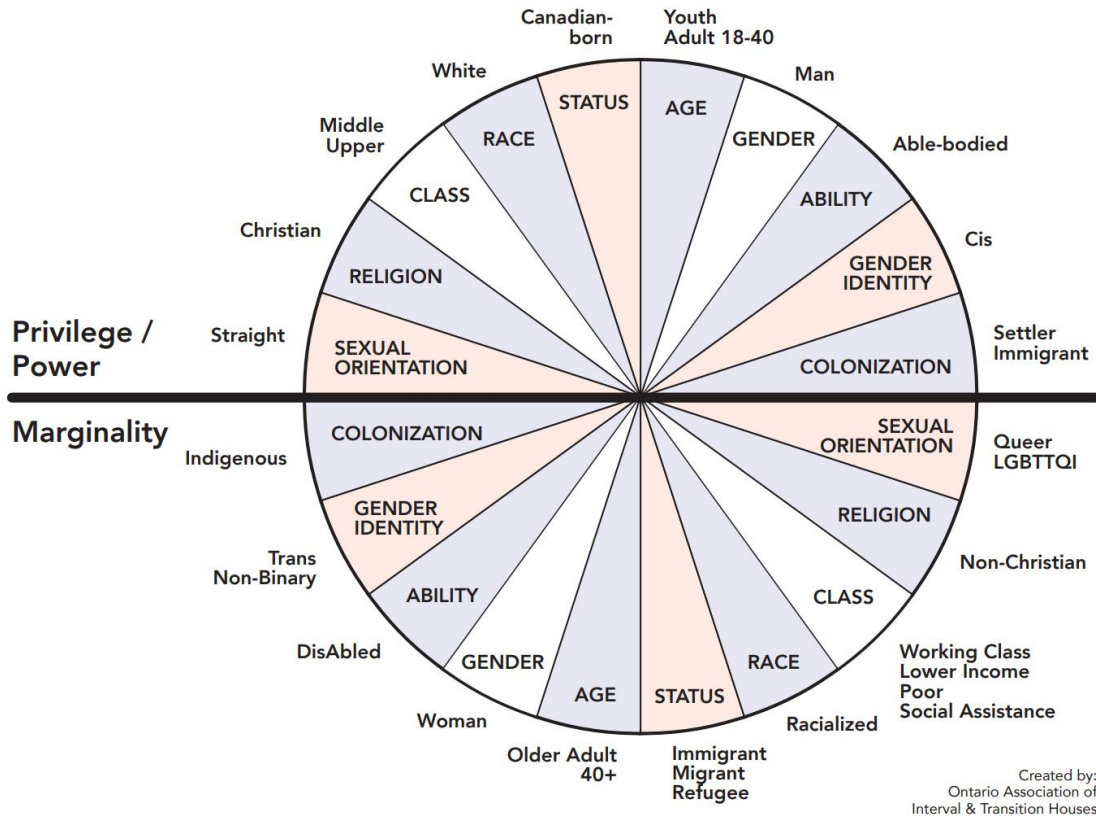 Canadian-
born
Youth
Adult 18-40
White
Man
STATUS
AGE
Middle
Upper
RACE
GENDER
Able-bodied
CLASS
ABILITY
Christian
Cis
RELIGION
GENDER
IDENTITY
Privilege /
Power
Straight
SEXUAL
ORIENTATION
COLONIZATION
Settler
Immigrant
Marginality
Indigenous
COLONIZATION
SEXUAL
ORIENTATION
Queer
LGBTTQI
Trans
Non-Binary
GENDER
IDENTITY
RELIGION
Non-Christian
DisAbled
ABILITY
CLASS
Working Class
Lower Income
Poor
Social Assistance
Woman
GENDER
RACE
Racialized
AGE
STATUS
Older Adult
40+
Immigrant
Migrant
Refugee
Created by:
Ontario Association of
Interval & Transition Houses